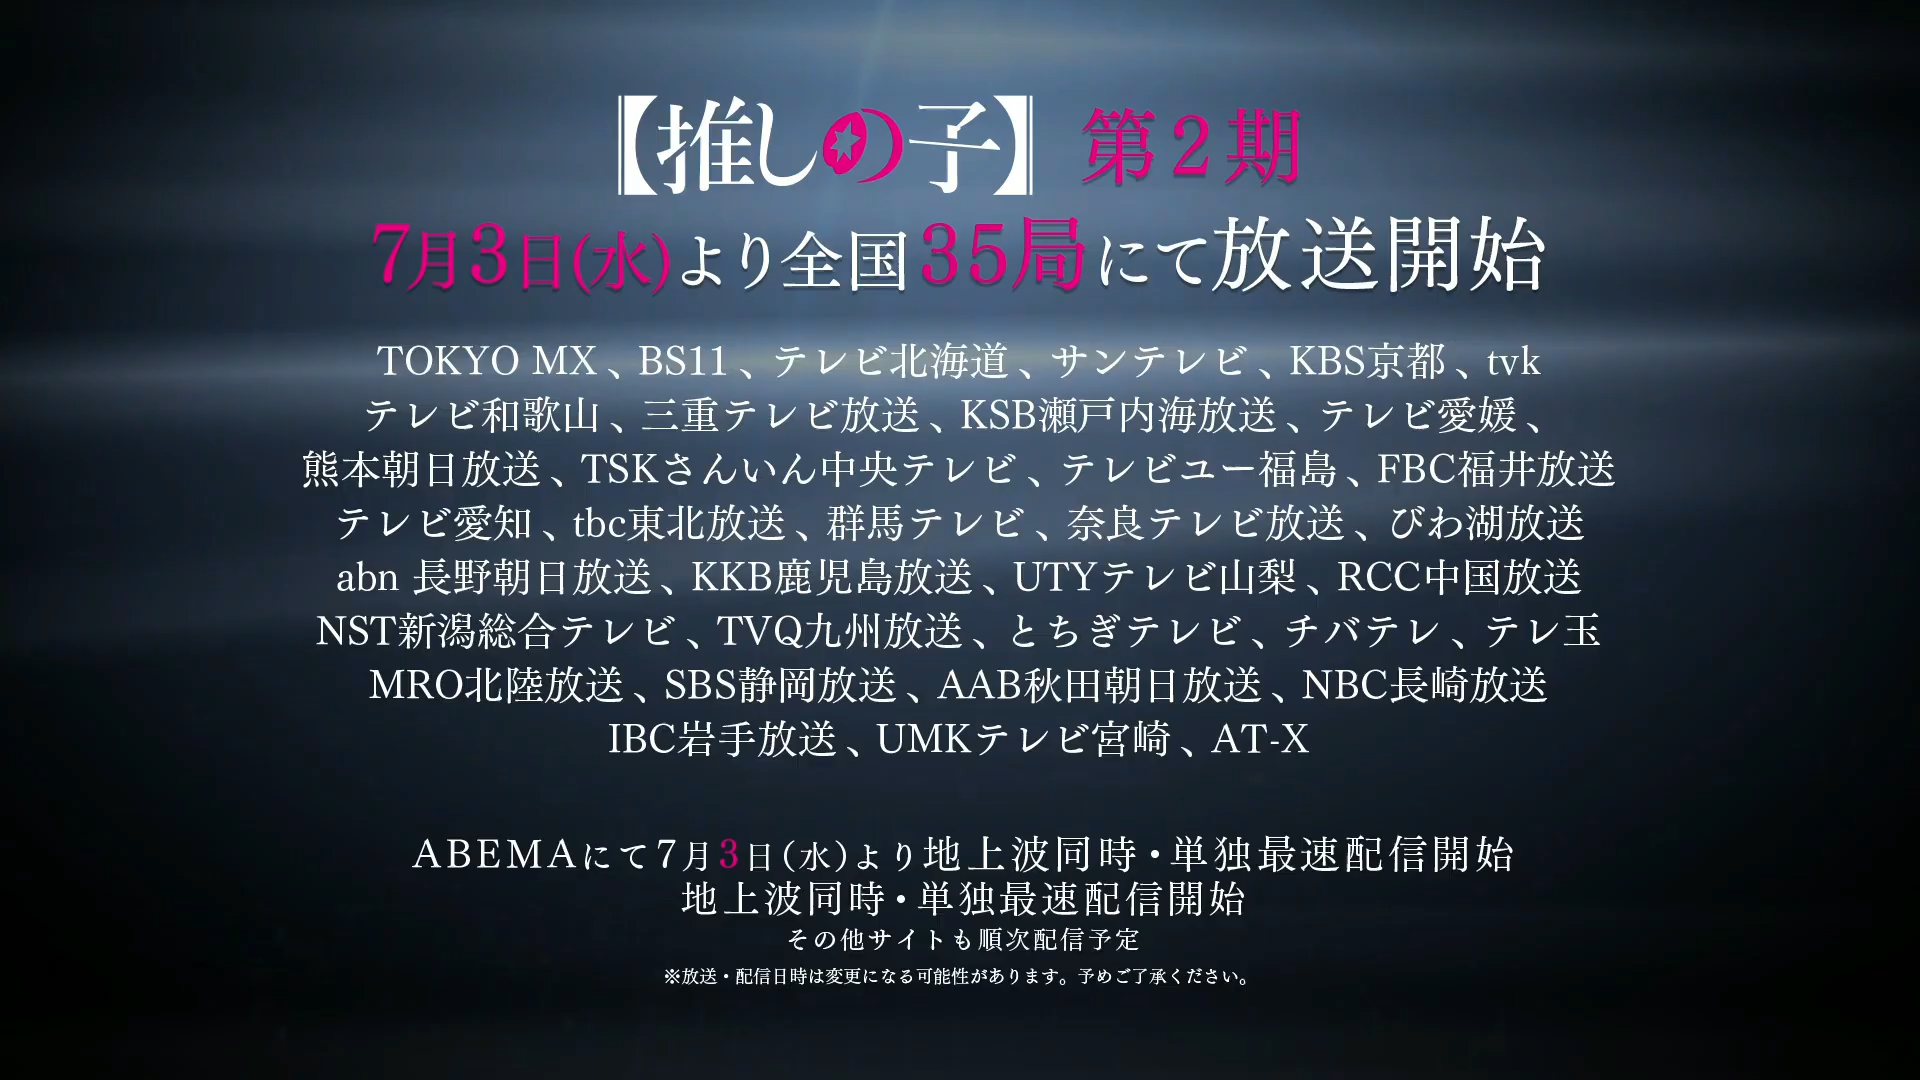 【推しの子】 第2期
7月3日(水)より全国35局にて放送開始
TOKYO MX、BS11、テレビ北海道、サンテレビ、KBS京都、tvk
テレビ和歌山、三重テレビ放送、KSB瀬戸内海放送、テレビ愛媛、
熊本朝日放送、TSKさんいん中央テレビ、テレビユー福島、FBC福井放送
テレビ愛知、tbc東北放送、群馬テレビ、奈良テレビ放送、びわ湖放送
abn 長野朝日放送、KKB鹿児島放送、UTYテレビ山梨、RCC中国放送
NST新潟総合テレビ、TVQ九州放送、とちぎテレビ、チバテレ、テレ玉
MRO北陸放送、SBS静岡放送、AAB秋田朝日放送、NBC長崎放送
IBC岩手放送、UMKテレビ宮崎、AT-X
ABEMAにて7月3日(水)より地上波同時・単独最速配信開始
地上波同時・単独最速配信開始
その他サイトも順次配信予定
※放送・配信日時は変更になる可能性があります。予めご了承ください。